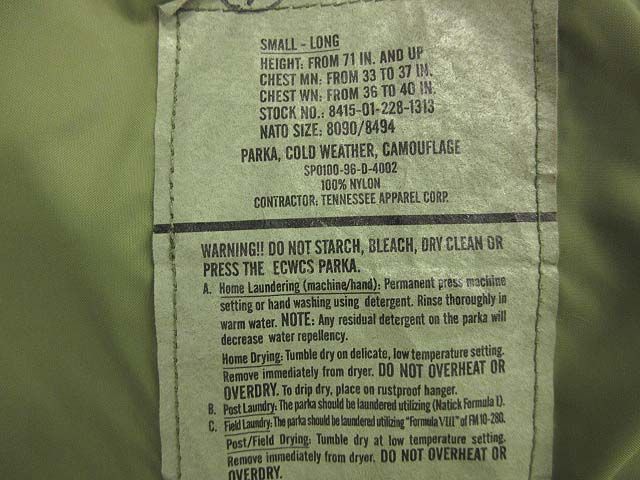 SMALL - LONG
HEIGHT: FROM 71 IN. AND UP
CHEST MN: FROM 33 TO 37 IN.
CHEST WN: FROM 36 TO 40 IN.
STOCK NO.: 8415-01-228-1313
NATO SIZE: 8090/8494
PARKA, COLD WEATHER, CAMOUFLAGE
SPO100-96-D-4002
100% NYLON
CONTRACTOR: TENNESSEE APPAREL CORP.
WARNING!! DO NOT STARCH, BLEACH, DRY CLEAN OR
PRESS THE ECWCS PARKA.
A. Home Laundering (machine/hand): Permanent press machine
setting or hand washing using detergent. Rinse thoroughly in
warm water. NOTE: Any residual detergent on the parka will
decrease water repellency.
Home Drying: Tumble dry on delicate, low temperature setting.
Remove immediately from dryer. DO NOT OVERHEAT OR
OVERDRY. To drip dry, place on rustproof hanger.
B. Post Laundry: The parka should be laundered utilizing (Natick Formula I).
C. Field Laundry: The parka should be laundered utilizing "Formula VIII" of FM 10-280.
Post/Field Drying: Tumble dry at low temperature setting.
Remove immediately from dryer. DO NOT OVERHEAT OR
OVERDRY.